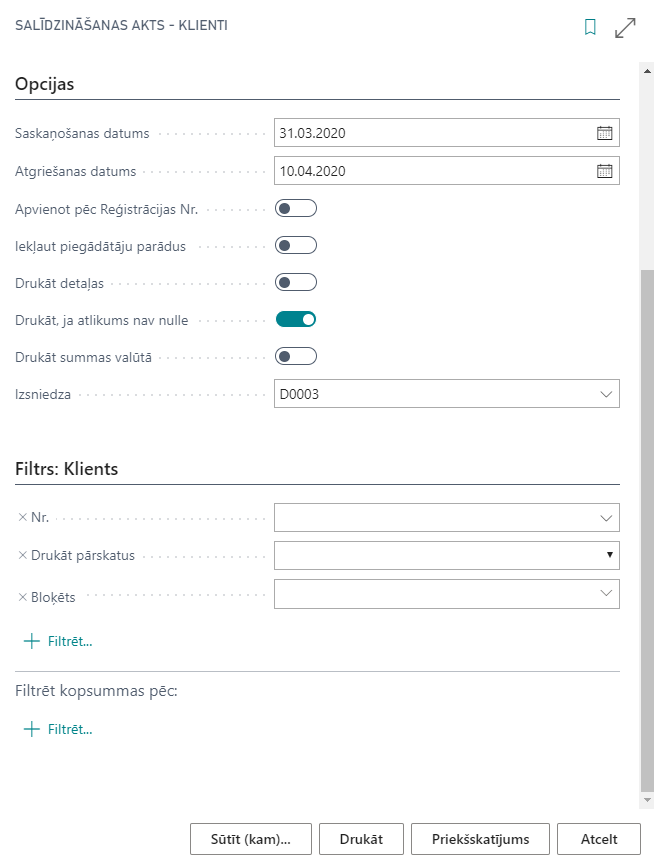 SALĪDZINĀŠANAS AKTS - KLIENTI
Opcijas
Saskaņošanas datums 31.03.2020
Atgriešanas datums 10.04.2020
Apvienot pēc Reģistrācijas Nr.
Iekļaut piegādātāju parādus
Drukāt detaļas
Drukāt, ja atlikums nav nulle
Drukāt summas valūtā
Izsniedza D0003
Filtrs: Klients
× Nr.
× Drukāt pārskatus
× Bloķēts
+ Filtrēt...
Filtrēt kopsummas pēc:
+ Filtrēt...
Sūtīt (kam)... Drukāt Priekšskatījums Atcelt